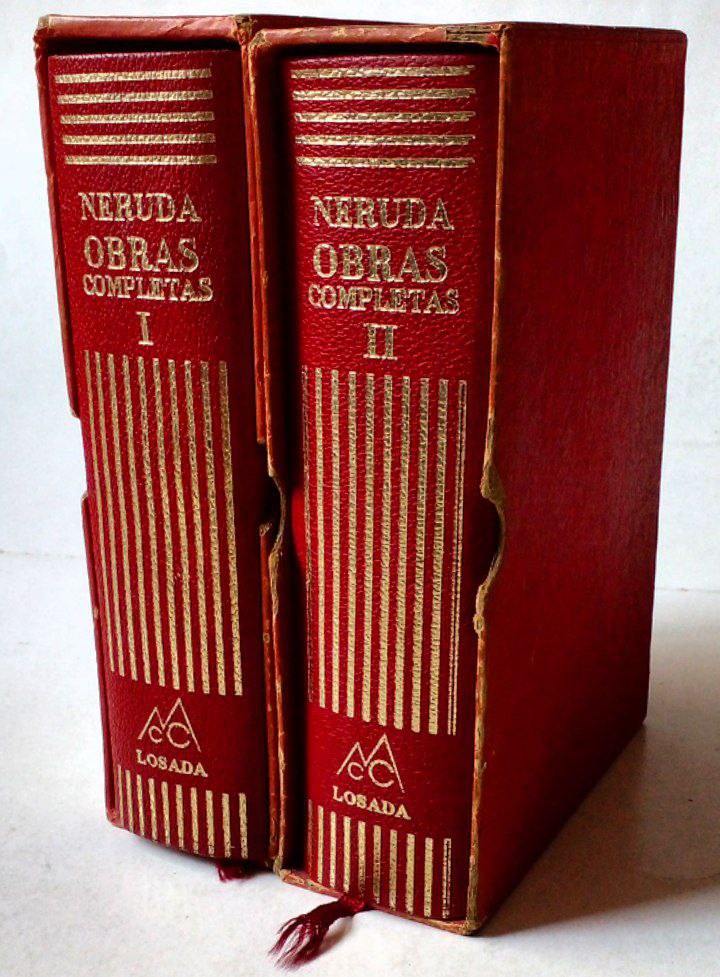 NERUDA
OBRAS
COMPLETAS
I
LOSADA
NERUDA
OBRAS
COMPLETAS
II
LOSADA